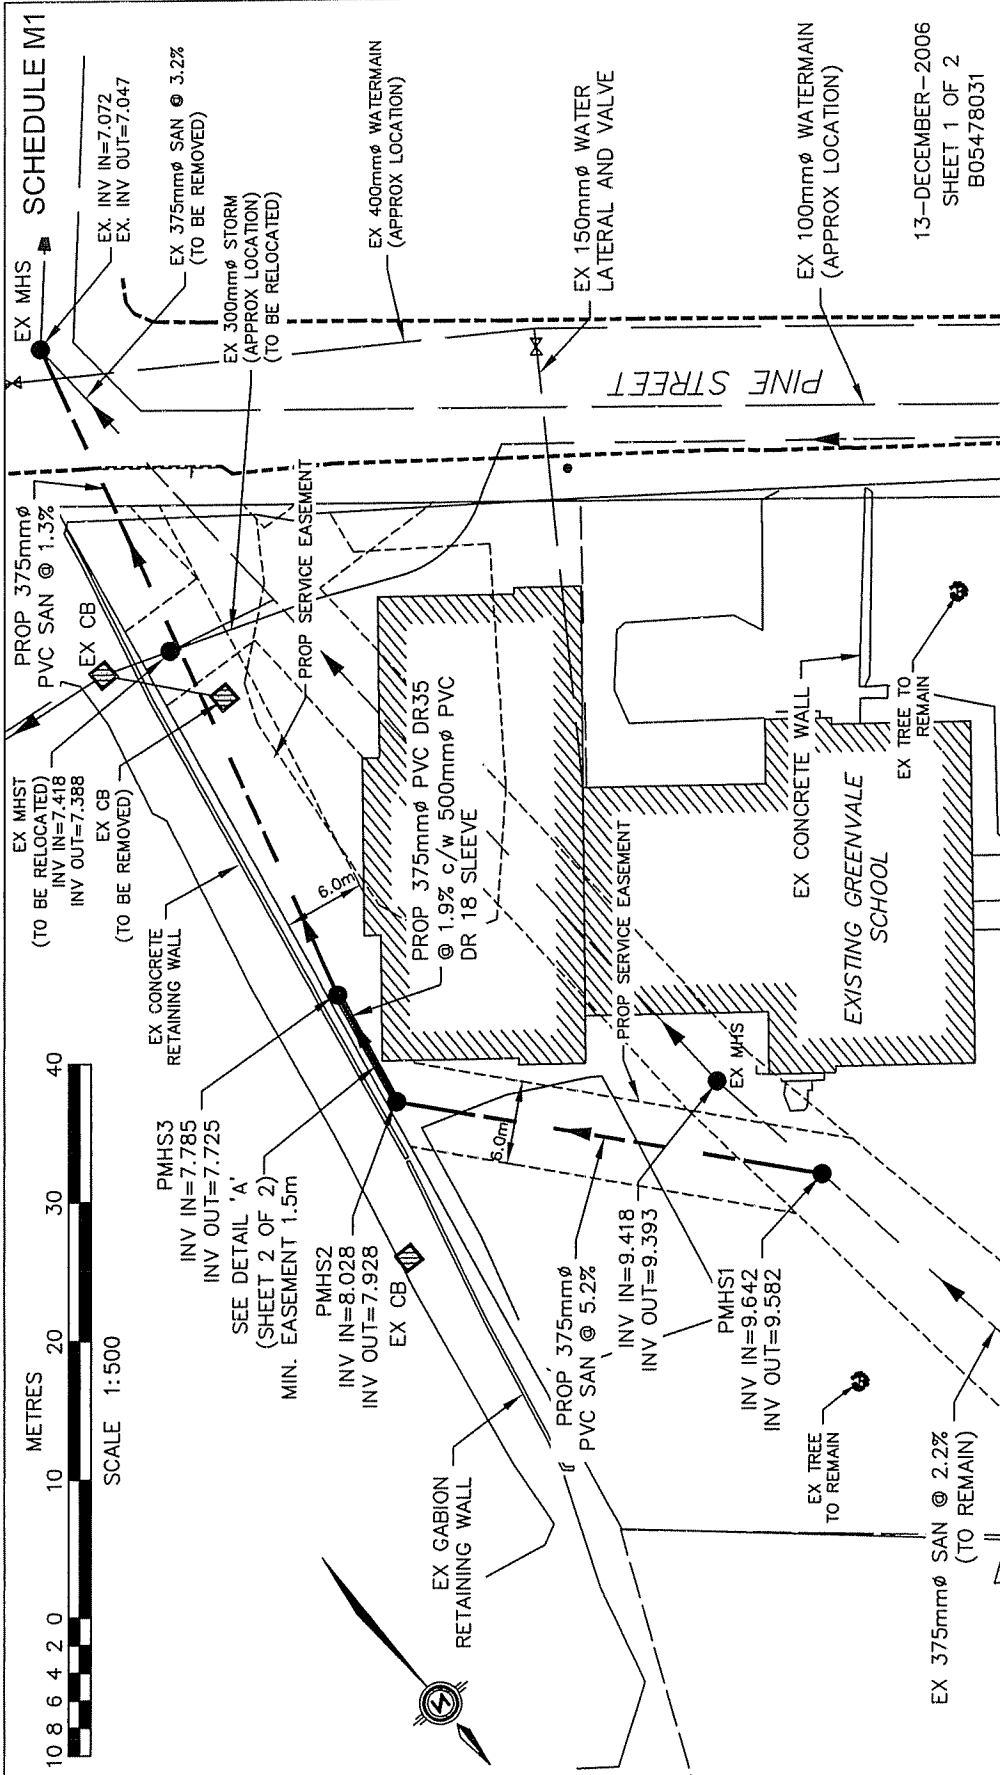 SCHEDULE M1
METRES
10 8 6 4 2 0 10 20 30 40
SCALE 1:500
EX MHS
EX. INV IN=7.072
EX. INV OUT=7.047
EX 375mmø SAN @ 3.2%
(TO BE REMOVED)
EX 300mmø STORM
(APPROX LOCATION)
(TO BE RELOCATED)
EX 400mmø WATERMAIN
(APPROX LOCATION)
EX 150mmø WATER
LATERAL AND VALVE
EX 100mmø WATERMAIN
(APPROX LOCATION)
PINE STREET
PROP 375mmø
PVC SAN @ 1.3%
EX CB
EX MHST
(TO BE RELOCATED)
INV IN=7.418
INV OUT=7.388
EX CB
(TO BE REMOVED)
EX CONCRETE
RETAINING WALL
PROP SERVICE EASEMENT
6.0m
PMHS3
INV IN=7.785
INV OUT=7.725
SEE DETAIL 'A'
(SHEET 2 OF 2)
MIN. EASEMENT 1.5m
PMHS2
INV IN=8.028
INV OUT=7.928
EX CB
PROP 375mmø PVC DR35
@ 1.9% c/w 500mmø PVC
DR 18 SLEEVE
EX GABION
RETAINING WALL
PROP 375mmø
PVC SAN @ 5.2%
6.0m
PROP SERVICE EASEMENT
INV IN=9.418
INV OUT=9.393
EX MHS
PMHS1
INV IN=9.642
INV OUT=9.582
EX CONCRETE WALL
EXISTING GREENVALE
SCHOOL
EX TREE TO
REMAIN
EX TREE
TO REMAIN
EX 375mmø SAN @ 2.2%
(TO REMAIN)
N
13-DECEMBER-2006
SHEET 1 OF 2
B05478031